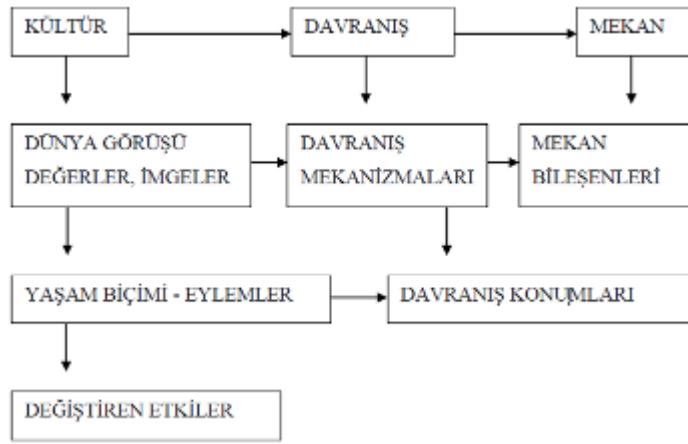 KÜLTÜR
DAVRANIŞ
MEKAN
DÜNYA GÖRÜŞÜ
DEĞERLER, İMGELER
DAVRANIŞ
MEKANİZMALARI
MEKAN
BİLEŞENLERİ
YAŞAM BİÇİMİ - EYLEMLER
DAVRANIŞ KONUMLARI
DEĞİŞTİREN ETKİLER